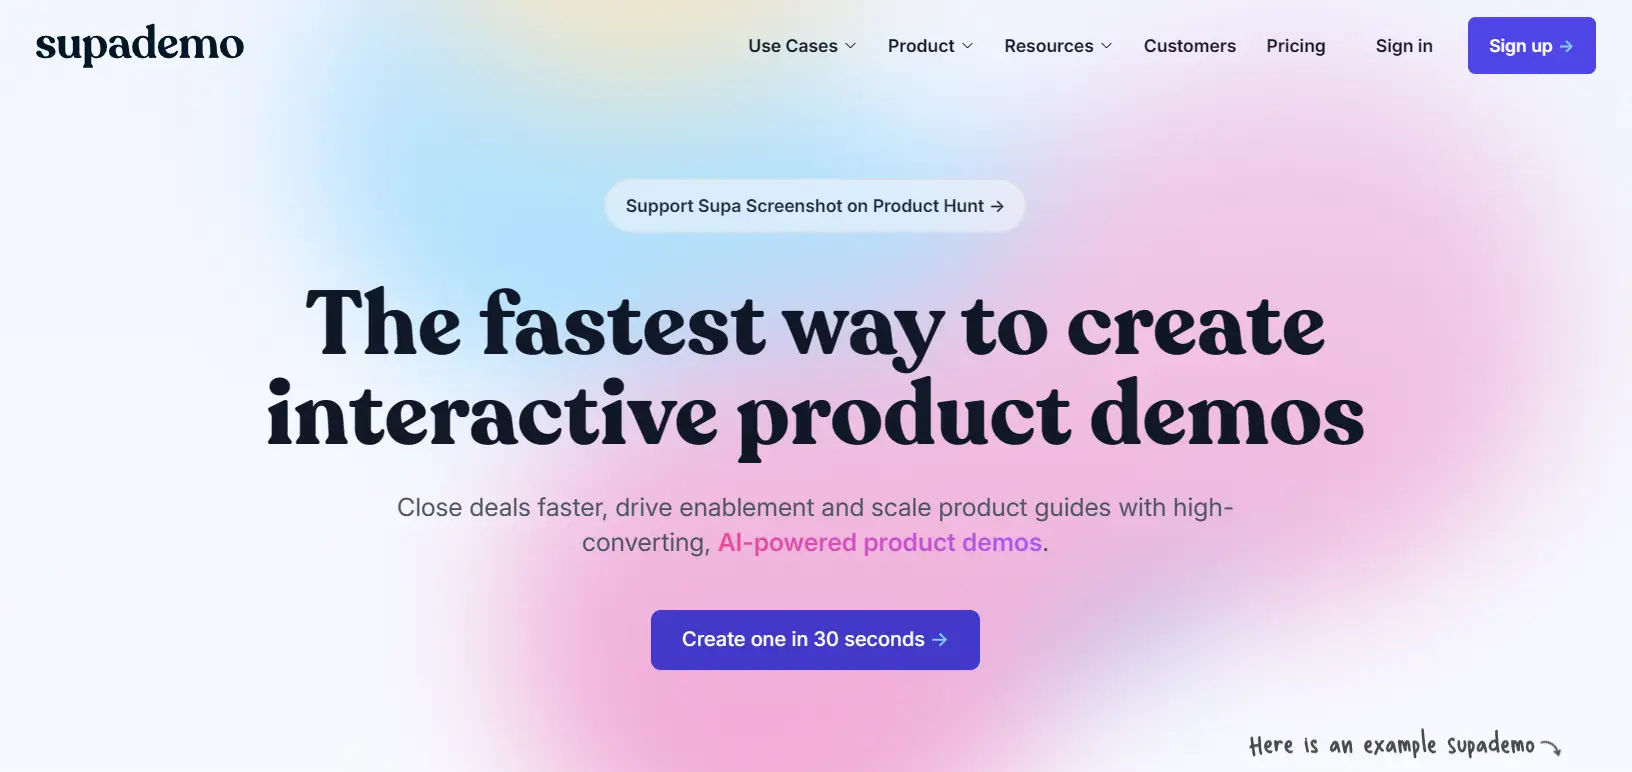 supademo
Use Cases Product Resources Customers Pricing Sign in Sign up →
Support Supa Screenshot on Product Hunt →
The fastest way to create
interactive product demos
Close deals faster, drive enablement and scale product guides with high-
converting, AI-powered product demos.
Create one in 30 seconds →
Here is an example Supademo